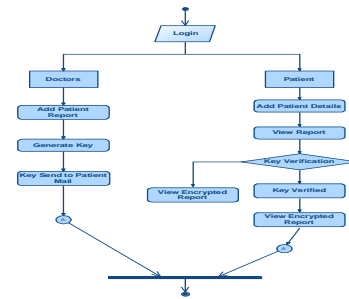 Login
Doctors
Patient
Add Patient
Report
Add Patient Details
Generate Key
View Report
Key Send to Patient
Mail
Key Verification
View Encrypted
Report
Key Verified
View Encrypted
Report
A
A